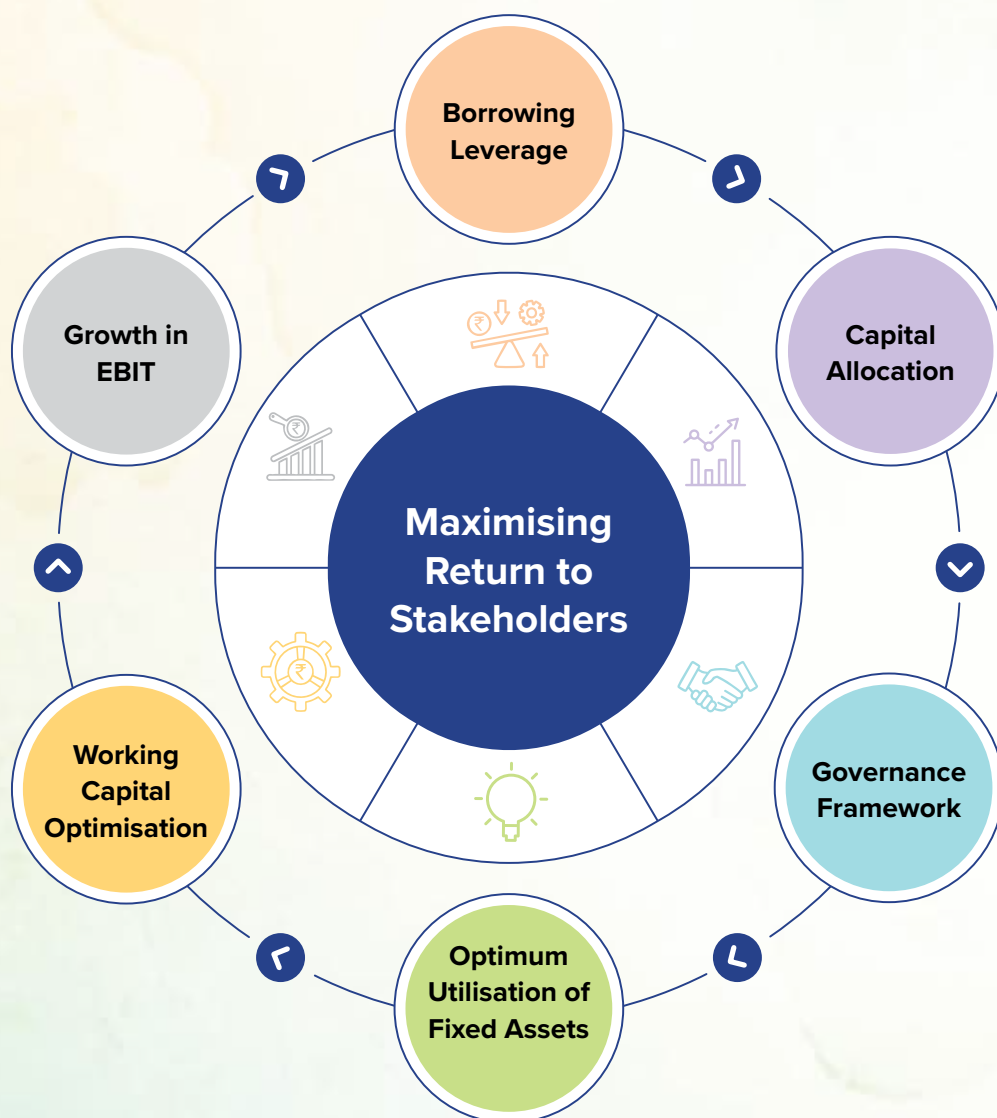 Borrowing
Leverage
Capital
Allocation
Governance
Framework
Optimum
Utilisation of
Fixed Assets
Working
Capital
Optimisation
Growth in
EBIT
₹
₹
₹
Maximising
Return to
Stakeholders